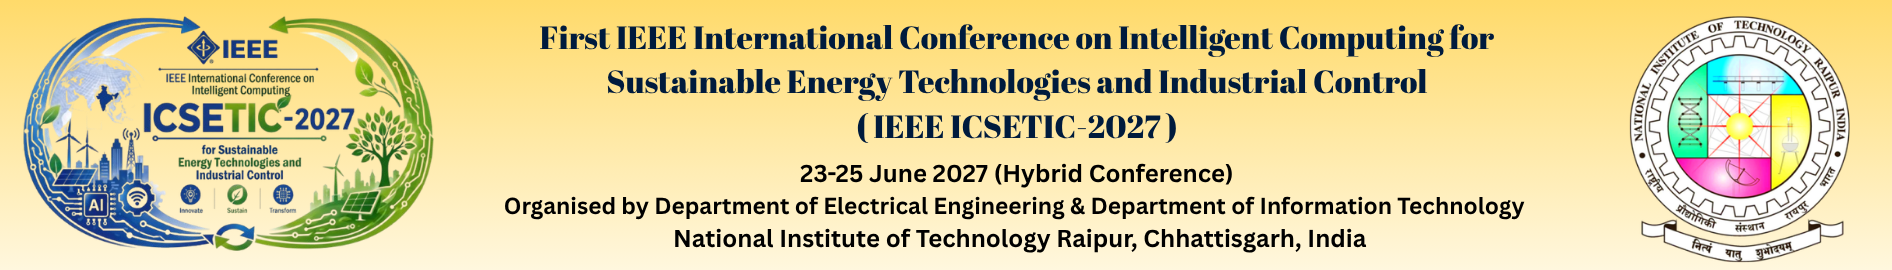 IEEE
IEEE International Conference on
Intelligent Computing
ICSETIC-2027
for Sustainable
Energy Technologies and
Industrial Control
AI
Innovate
Sustain
Transform
First IEEE International Conference on Intelligent Computing for
Sustainable Energy Technologies and Industrial Control
( IEEE ICSETIC-2027 )
23-25 June 2027 (Hybrid Conference)
Organised by Department of Electrical Engineering & Department of Information Technology
National Institute of Technology Raipur, Chhattisgarh, India
NATIONAL INSTITUTE OF TECHNOLOGY RAIPUR INDIA
राष्ट्रीय प्रौद्योगिकी संस्थान रायपुर भारत
नित्यं यातु शुभोदयम्